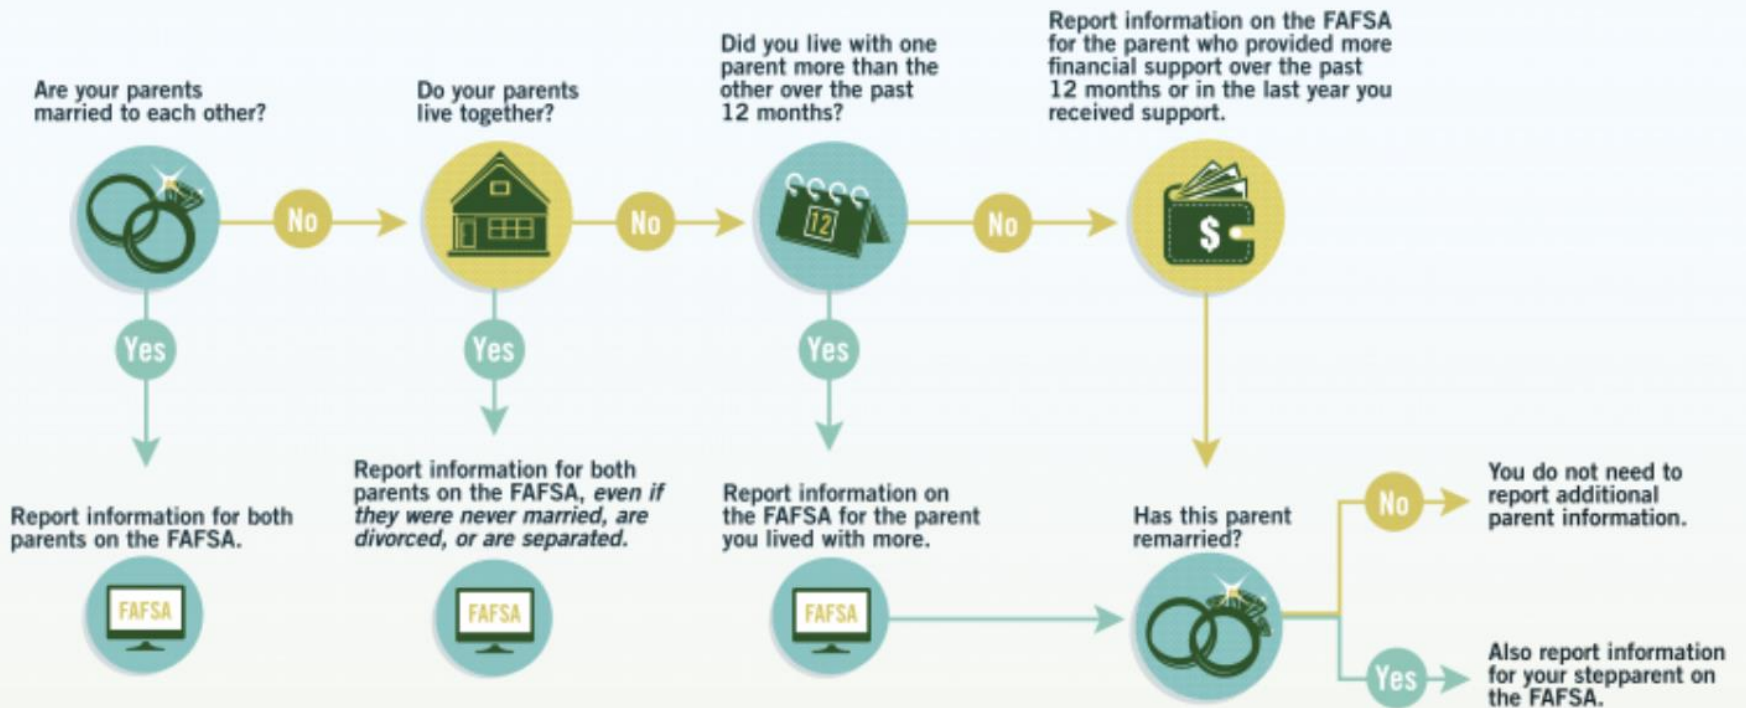 Are your parents
married to each other?
No
Yes
Report information for both
parents on the FAFSA.
FAFSA
Do your parents
live together?
No
Yes
Report information for both
parents on the FAFSA, even if
they were never married, are
divorced, or are separated.
FAFSA
Did you live with one
parent more than the
other over the past
12 months?
12
No
Yes
Report information on
the FAFSA for the parent
you lived with more.
FAFSA
Report information on the FAFSA
for the parent who provided more
financial support over the past
12 months or in the last year you
received support.
$
Has this parent
remarried?
No
You do not need to
report additional
parent information.
Yes
Also report information
for your stepparent on
the FAFSA.